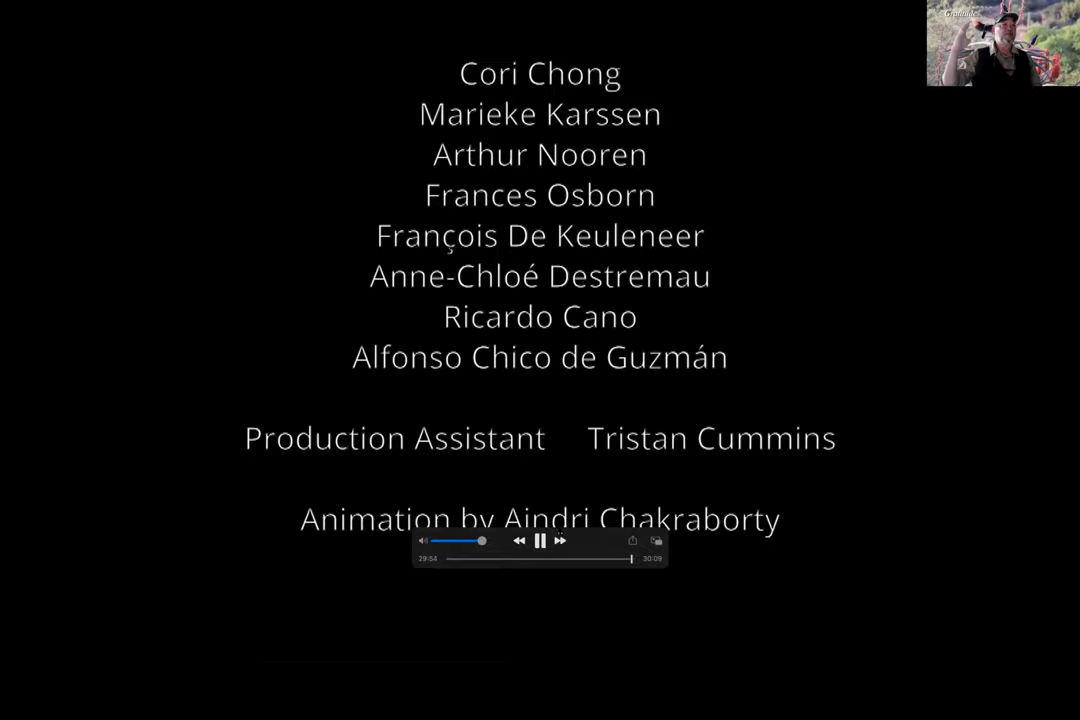 Gratitude
Cori Chong
Marieke Karssen
Arthur Nooren
Frances Osborn
François De Keuleneer
Anne-Chloé Destremau
Ricardo Cano
Alfonso Chico de Guzmán
Production Assistant Tristan Cummins
Animation by Aindri Chakraborty
29:54 30:09